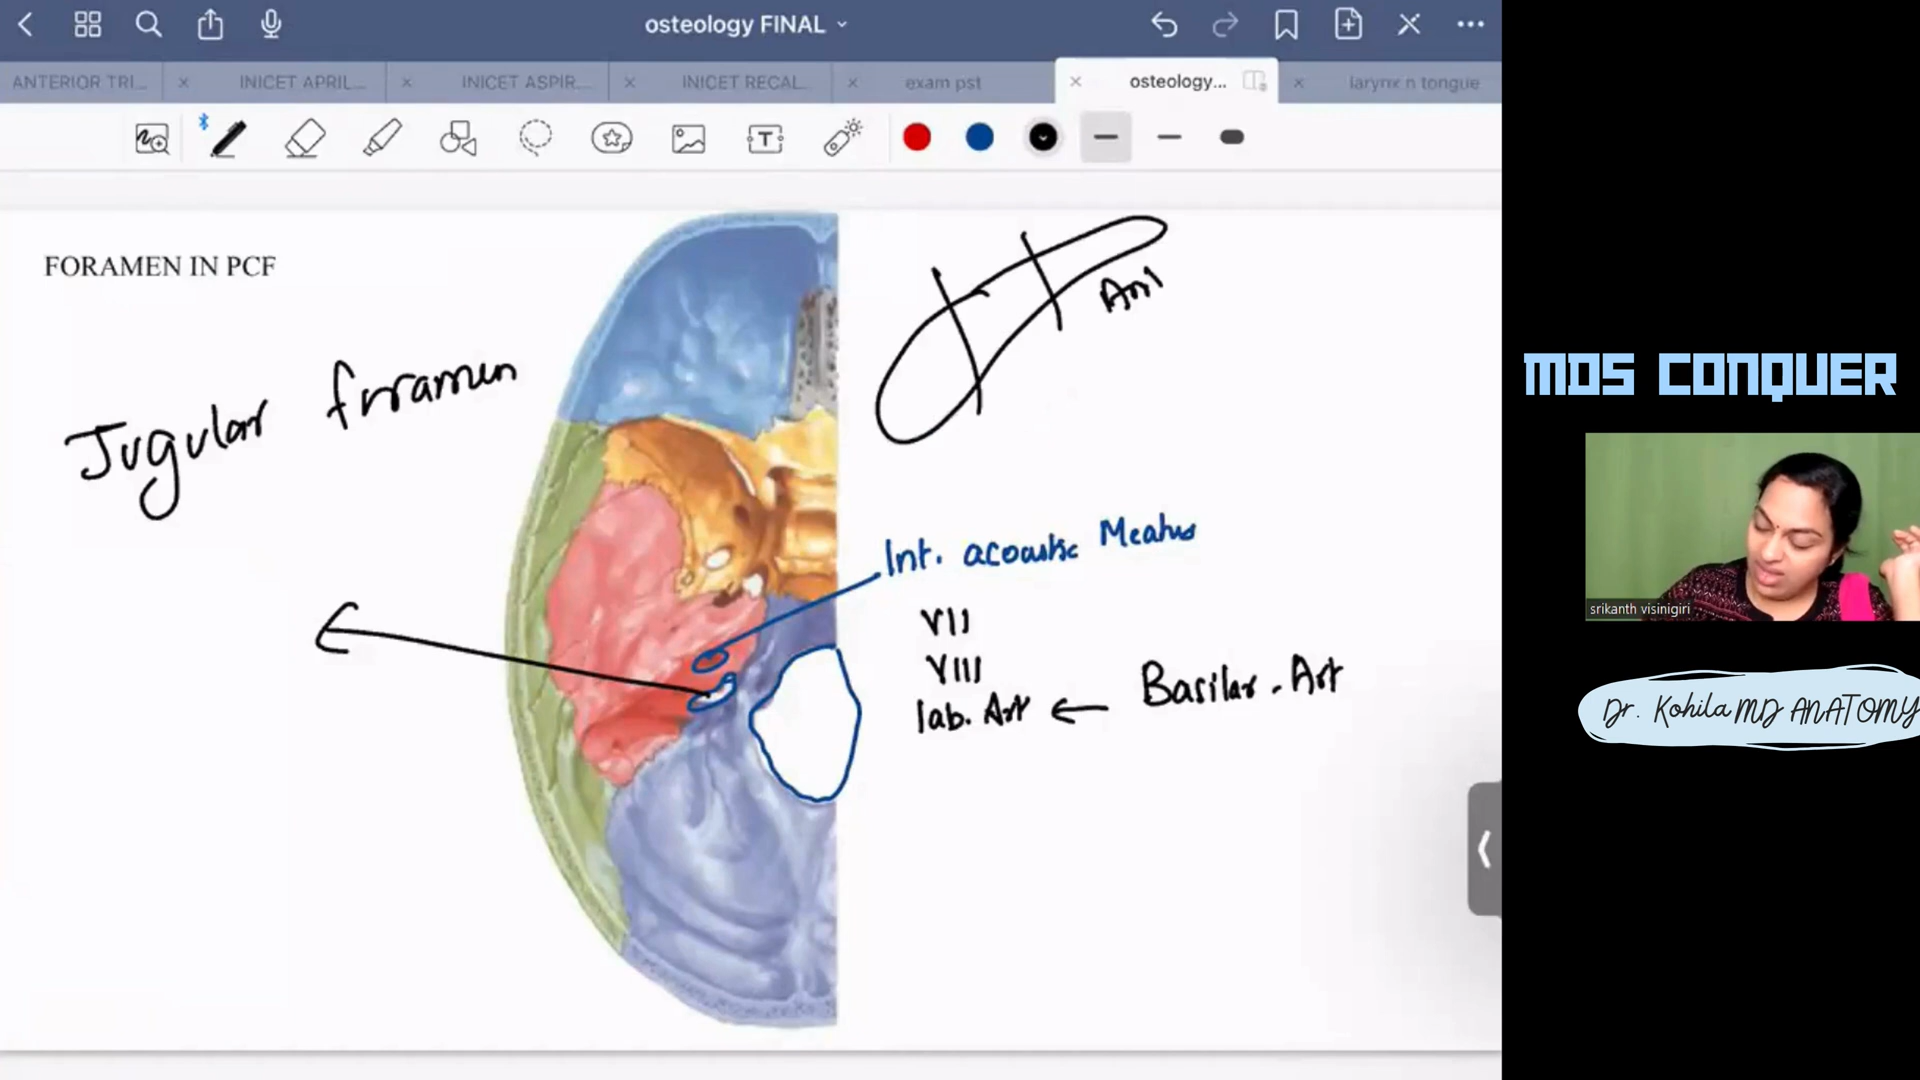 osteology FINAL
ANTERIOR TRI...
INICET APRIL...
INICET ASPIR...
INICET RECAL...
exam pst
osteology...
larynx n tongue
FORAMEN IN PCF
Jugular foramen
Ant
Int. acoustic Meatus
VII
VIII
lab. Art ← Basilar. Art
MDS CONQUER
srikanth visinigiri
Dr. Kohila MD ANATOMY